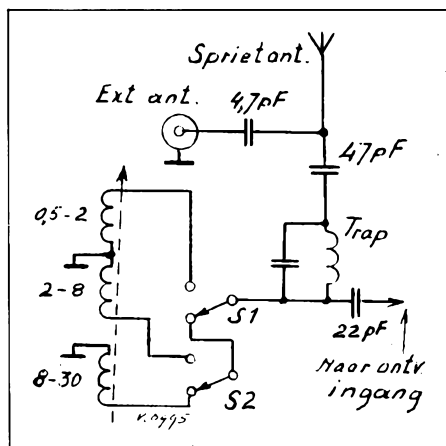 Sprietant.
Ext ant.
4,7pF
47pF
0,5-2
Trap
2-8
S1
22pF
8-30
S2
Naar ontv.
ingang